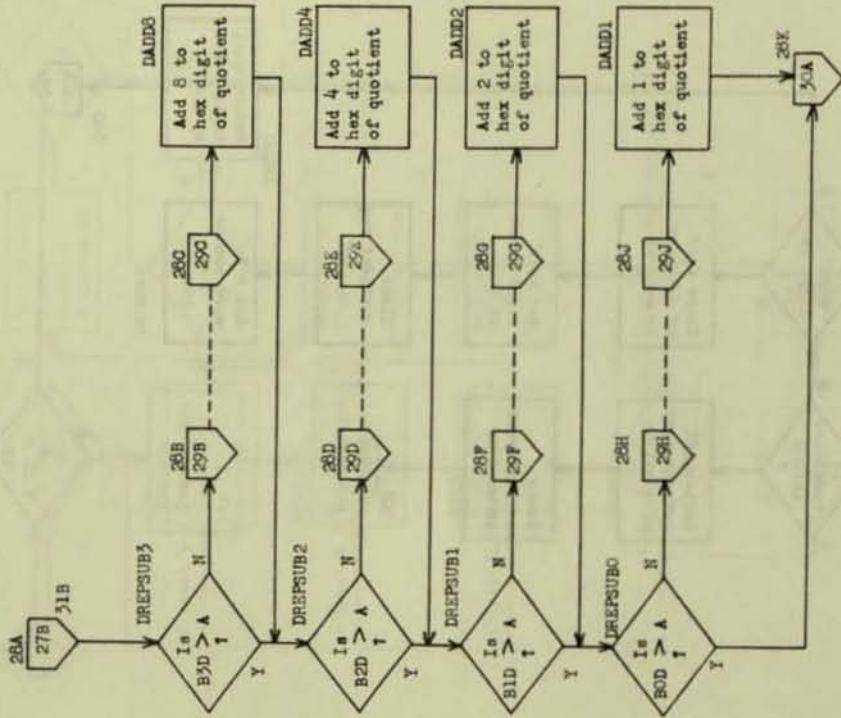 28A
27B
31B
DREPSUB3
Is
B3D > A
?
N
Y
28B
29B
28C
29C
DADD8
Add 8 to
hex digit
of quotient
DREPSUB2
Is
B2D > A
?
N
Y
28D
29D
28E
29E
DADD4
Add 4 to
hex digit
of quotient
DREPSUB1
Is
B1D > A
?
N
Y
28F
29F
28G
29G
DADD2
Add 2 to
hex digit
of quotient
DREPSUB0
Is
B0D > A
?
N
Y
28H
29H
28J
29J
DADD1
Add 1 to
hex digit
of quotient
28K
30A